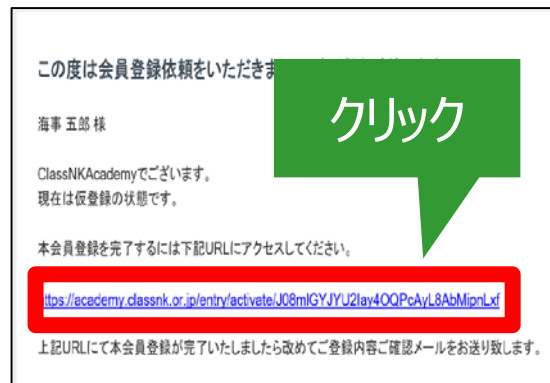 この度は会員登録依頼をいただきま
クリック
海事 五郎 様
ClassNKAcademyでございます。
現在は仮登録の状態です。
本会員登録を完了するには下記URLにアクセスしてください。
ttps://academy.classnk.or.jp/entry/activate/J08mIGYJYU2Iay4OQPcAyL8AbMipnLxf
上記URLにて本会員登録が完了いたしましたら改めてご登録内容ご確認メールをお送り致します。